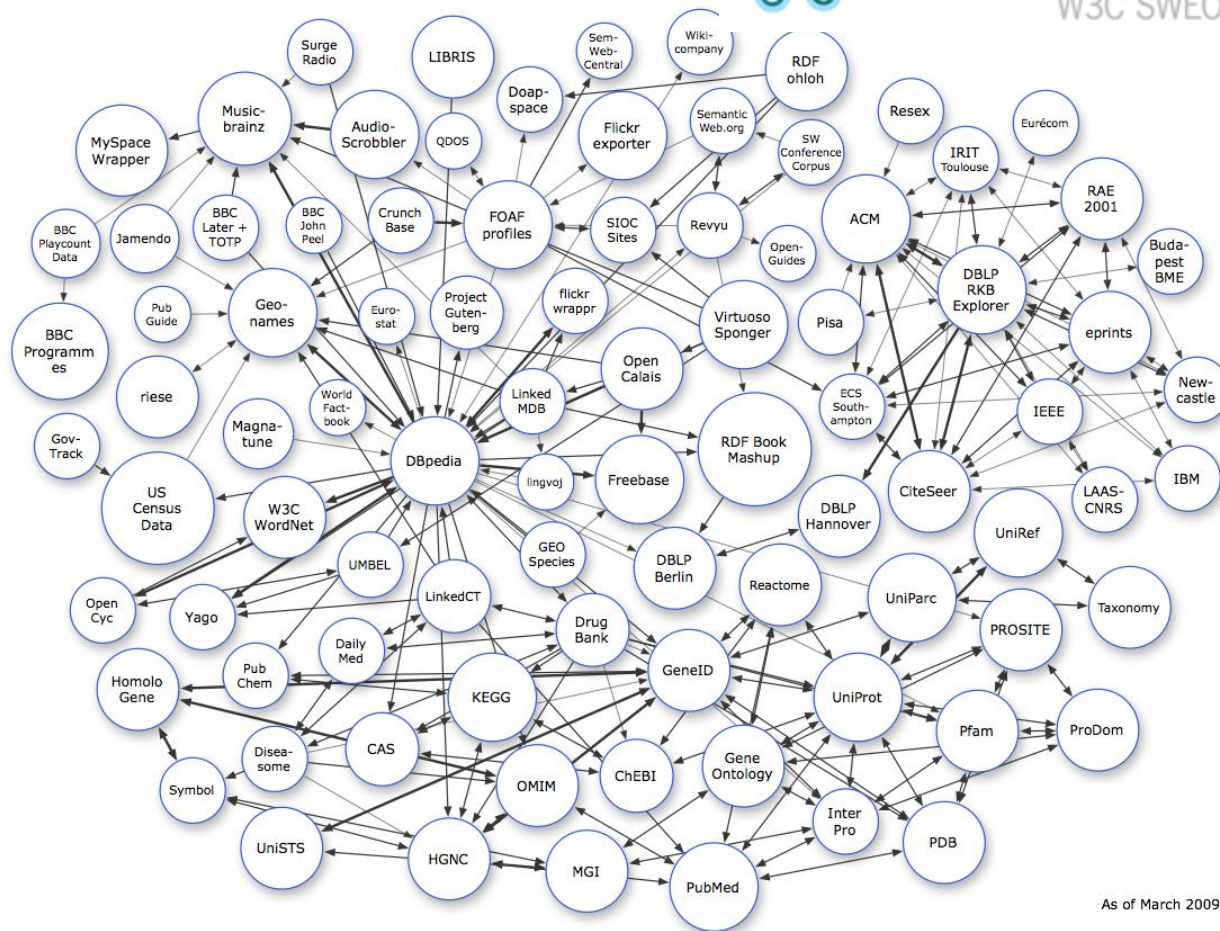 W3C SWEO
Surge
Radio
LIBRIS
Sem-
Web-
Central
Wiki-
company
RDF
ohloh
Doap-
space
Music-
brainz
Audio-
Scrobbler
QDOS
Flickr
exporter
Semantic
Web.org
SW
Conference
Corpus
Resex
Eurécom
MySpace
Wrapper
IRIT
Toulouse
RAE
2001
ACM
BBC
Playcount
Data
Jamendo
BBC
Later +
TOTP
BBC
John
Peel
Crunch
Base
FOAF
profiles
SIOC
Sites
Revyu
Open-
Guides
Buda-
pest
BME
DBLP
RKB
Explorer
Pub
Guide
Geo-
names
Euro-
stat
Project
Guten-
berg
flickr
wrappr
Virtuoso
Sponger
Pisa
eprints
BBC
Programm
es
riese
World
Fact-
book
Linked
MDB
Open
Calais
ECS
South-
ampton
IEEE
New-
castle
Gov-
Track
Magna-
tune
DBpedia
RDF Book
Mashup
US
Census
Data
W3C
WordNet
lingvoj
Freebase
DBLP
Hannover
CiteSeer
LAAS-
CNRS
IBM
UniRef
UMBEL
GEO
Species
DBLP
Berlin
Reactome
UniParc
Taxonomy
Open
Cyc
Yago
LinkedCT
Drug
Bank
PROSITE
Daily
Med
Pub
Chem
Homolo
Gene
KEGG
GeneID
UniProt
Pfam
ProDom
CAS
Disea-
some
Symbol
OMIM
ChEBI
Gene
Ontology
Inter
Pro
PDB
UniSTS
HGNC
MGI
PubMed
As of March 2009